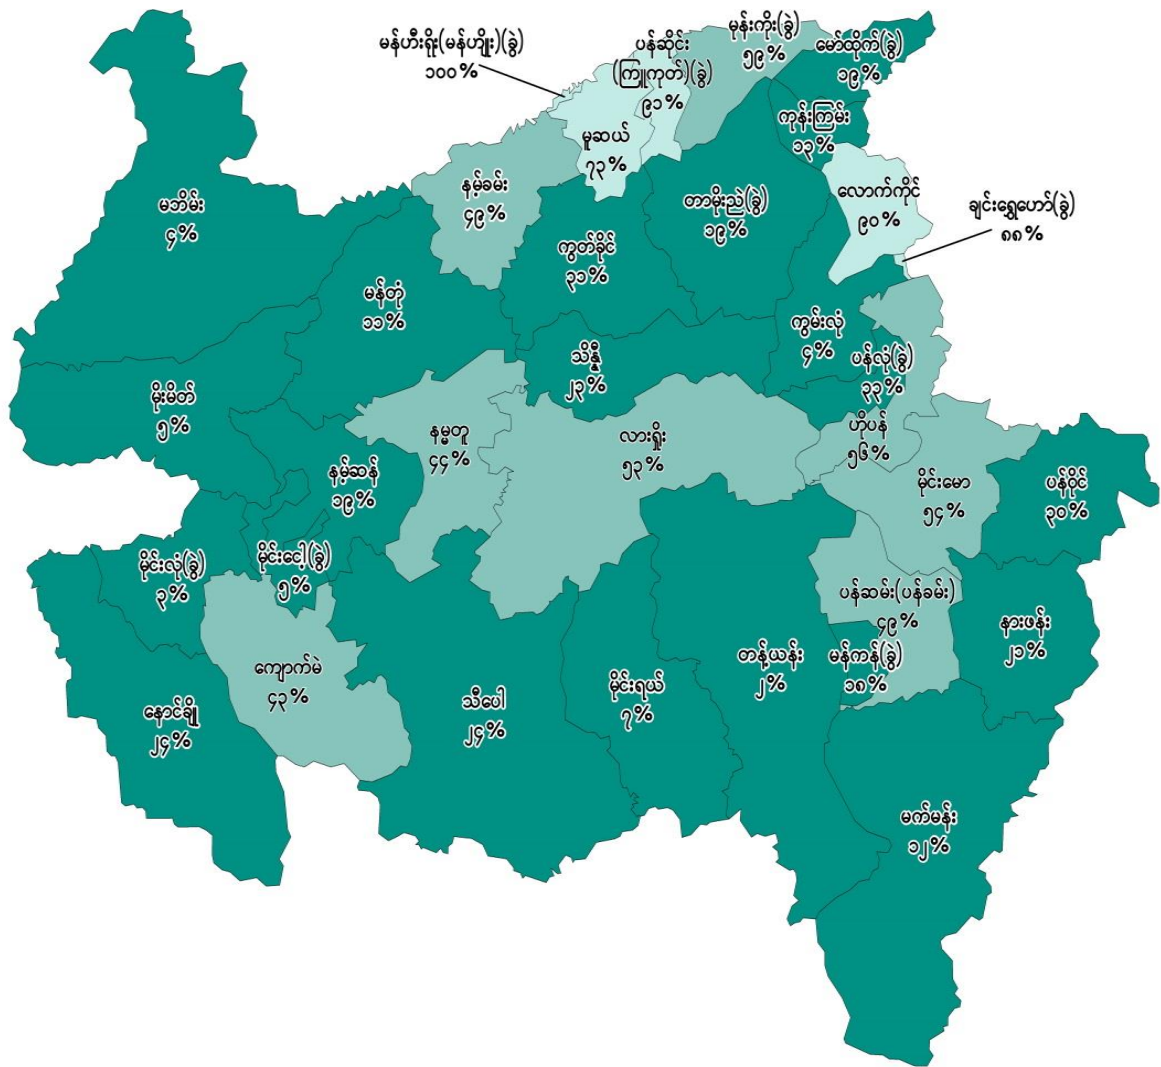 မန်ဟီးရိုး(မန်ဟျိုး)(ခွဲ)
၁၀၀%
ပန်ဆိုင်း
(ကြူကုတ်)(ခွဲ)
၉၁%
မုန်းကိုး(ခွဲ)
၅၉%
မော်ထိုက်(ခွဲ)
၁၉%
ကုန်းကြမ်း
၁၃%
မူဆယ်
၇၃%
နမ့်ခမ်း
၄၉%
မဘိမ်း
၄%
တာမိုးညဲ(ခွဲ)
၁၉%
လောက်ကိုင်
၉၀%
ချင်းရွှေဟော်(ခွဲ)
၈၈%
ကွတ်ခိုင်
၃၁%
မန်တုံ
၁၁%
ကွမ်းလုံ
၄%
သိန္နီ
၂၃%
ပန်လုံ(ခွဲ)
၃၃%
မိုးမိတ်
၅%
နမ္မတူ
၄၄%
လားရှိုး
၅၃%
ဟိုပန်
၅၆%
နမ့်ဆန်
၁၉%
မိုင်းမော
၅၄%
ပန်ဝိုင်
၃၀%
မိုင်းလုံ(ခွဲ)
၃%
မိုင်းငေါ့(ခွဲ)
၅%
ပန်ဆမ်း(ပန်ခမ်း)
၄၉%
နားဖန်း
၂၁%
ကျောက်မဲ
၄၃%
တန့်ယန်း
၂%
မန်ကန်(ခွဲ)
၁၈%
မိုင်းရယ်
၇%
သီပေါ
၂၄%
နောင်ချို
၂၄%
မက်မန်း
၁၂%